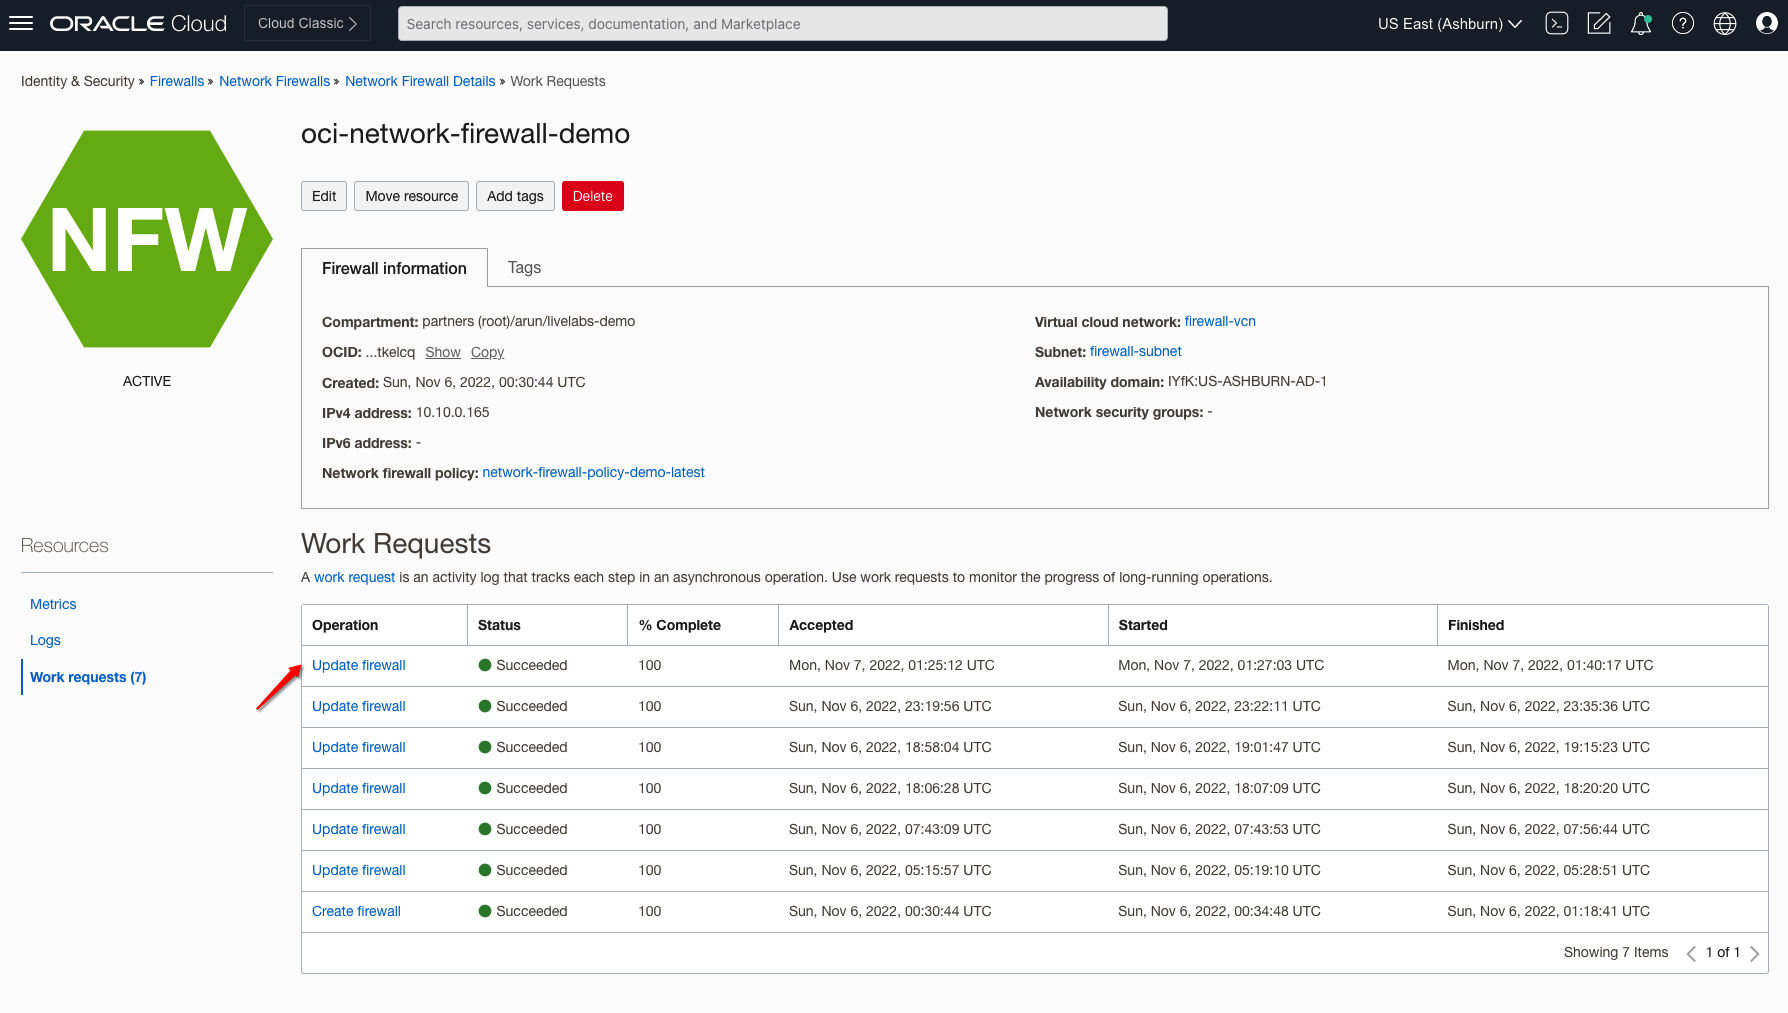 ORACLE Cloud
Cloud Classic
Search resources, services, documentation, and Marketplace
US East (Ashburn)
Identity & Security » Firewalls » Network Firewalls » Network Firewall Details » Work Requests
NFW
ACTIVE
oci-network-firewall-demo
Edit
Move resource
Add tags
Delete
Firewall information
Tags
Compartment: partners (root)/arun/livelabs-demo
OCID: ...tkelcq Show Copy
Created: Sun, Nov 6, 2022, 00:30:44 UTC
IPv4 address: 10.10.0.165
IPv6 address: -
Network firewall policy: network-firewall-policy-demo-latest
Virtual cloud network: firewall-vcn
Subnet: firewall-subnet
Availability domain: IYfK:US-ASHBURN-AD-1
Network security groups: -
Resources
Metrics
Logs
Work requests (7)
Work Requests
A work request is an activity log that tracks each step in an asynchronous operation. Use work requests to monitor the progress of long-running operations.
Operation Status % Complete Accepted Started Finished
Update firewall Succeeded 100 Mon, Nov 7, 2022, 01:25:12 UTC Mon, Nov 7, 2022, 01:27:03 UTC Mon, Nov 7, 2022, 01:40:17 UTC
Update firewall Succeeded 100 Sun, Nov 6, 2022, 23:19:56 UTC Sun, Nov 6, 2022, 23:22:11 UTC Sun, Nov 6, 2022, 23:35:36 UTC
Update firewall Succeeded 100 Sun, Nov 6, 2022, 18:58:04 UTC Sun, Nov 6, 2022, 19:01:47 UTC Sun, Nov 6, 2022, 19:15:23 UTC
Update firewall Succeeded 100 Sun, Nov 6, 2022, 18:06:28 UTC Sun, Nov 6, 2022, 18:07:09 UTC Sun, Nov 6, 2022, 18:20:20 UTC
Update firewall Succeeded 100 Sun, Nov 6, 2022, 07:43:09 UTC Sun, Nov 6, 2022, 07:43:53 UTC Sun, Nov 6, 2022, 07:56:44 UTC
Update firewall Succeeded 100 Sun, Nov 6, 2022, 05:15:57 UTC Sun, Nov 6, 2022, 05:19:10 UTC Sun, Nov 6, 2022, 05:28:51 UTC
Create firewall Succeeded 100 Sun, Nov 6, 2022, 00:30:44 UTC Sun, Nov 6, 2022, 00:34:48 UTC Sun, Nov 6, 2022, 01:18:41 UTC
Showing 7 Items 1 of 1